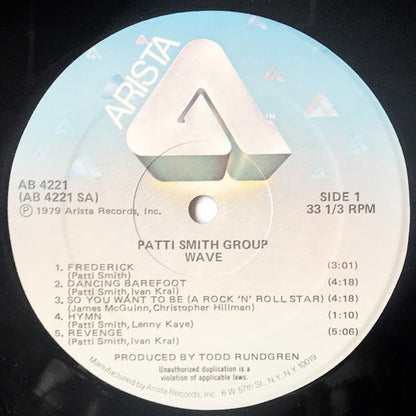 ARISTA
TM
AB 4221
(AB 4221 SA)
Ⓟ 1979 Arista Records, Inc.
SIDE 1
33 1/3 RPM
PATTI SMITH GROUP
WAVE
1. FREDERICK (3:01)
(Patti Smith)
2. DANCING BAREFOOT (4:18)
(Patti Smith, Ivan Kral)
3. SO YOU WANT TO BE (A ROCK 'N' ROLL STAR) (4:18)
(James McGuinn, Christopher Hillman)
4. HYMN (1:10)
(Patti Smith, Lenny Kaye)
5. REVENGE (5:06)
(Patti Smith, Ivan Kral)
PRODUCED BY TODD RUNDGREN
Unauthorized duplication is a
violation of applicable laws.
Manufactured by Arista Records, Inc., 6 W 57th St., N.Y., N.Y. 10019